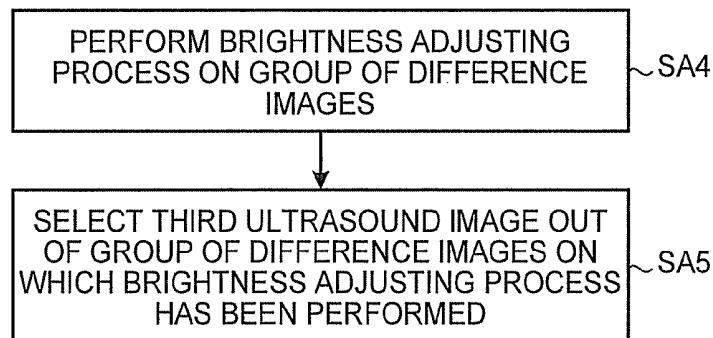 PERFORM BRIGHTNESS ADJUSTING
PROCESS ON GROUP OF DIFFERENCE
IMAGES
SA4
SELECT THIRD ULTRASOUND IMAGE OUT
OF GROUP OF DIFFERENCE IMAGES ON
WHICH BRIGHTNESS ADJUSTING PROCESS
HAS BEEN PERFORMED
SA5